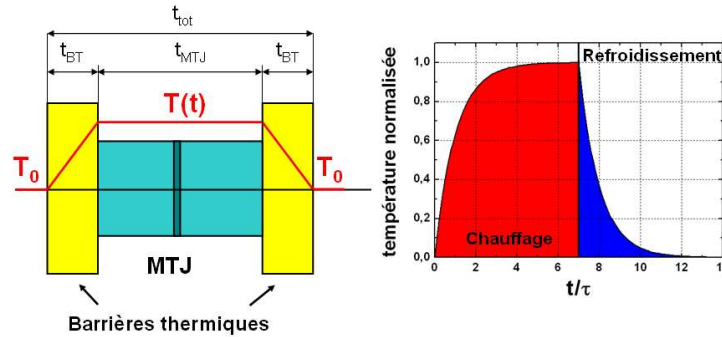 t_tot
t_BT t_MTJ t_BT
T(t)
T_0 T_0
MTJ
Barrières thermiques
température normalisée
1,0
0,8
0,6
0,4
0,2
0,0
Refroidissement
Chauffage
0 2 4 6 8 10 12 14
t/τ